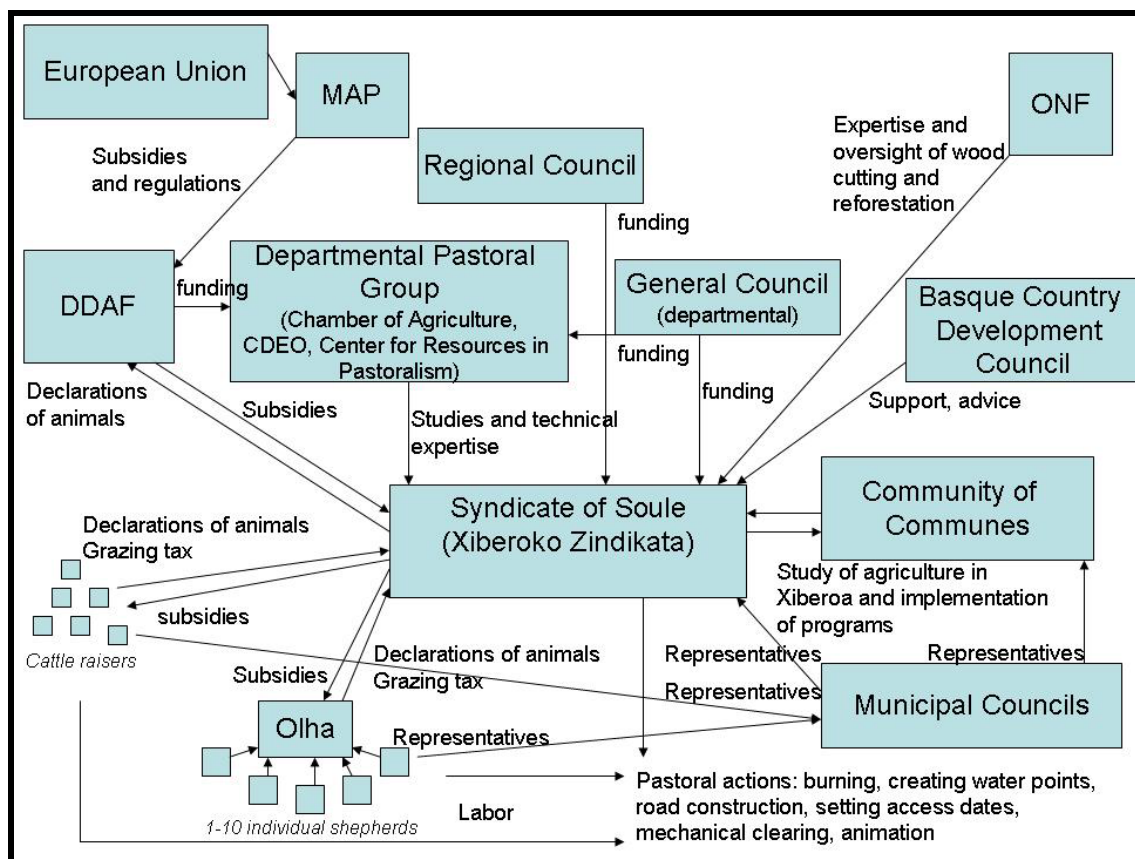 European Union
MAP
ONF
Expertise and
oversight of wood
cutting and
reforestation
Subsidies
and regulations
Regional Council
funding
DDAF
funding
Departmental Pastoral
Group
(Chamber of Agriculture,
CDEO, Center for Resources in
Pastoralism)
General Council
(departmental)
funding
funding
Basque Country
Development
Council
Declarations
of animals
Subsidies
Studies and technical
expertise
Support, advice
Syndicate of Soule
(Xiberoko Zindikata)
Community of
Communes
Declarations of animals
Grazing tax
subsidies
Cattle raisers
Study of agriculture in
Xiberoa and implementation
of programs
Subsidies
Declarations of animals
Grazing tax
Representatives
Representatives
Representatives
Municipal Councils
Olha
Representatives
1-10 individual shepherds
Labor
Pastoral actions: burning, creating water points,
road construction, setting access dates,
mechanical clearing, animation